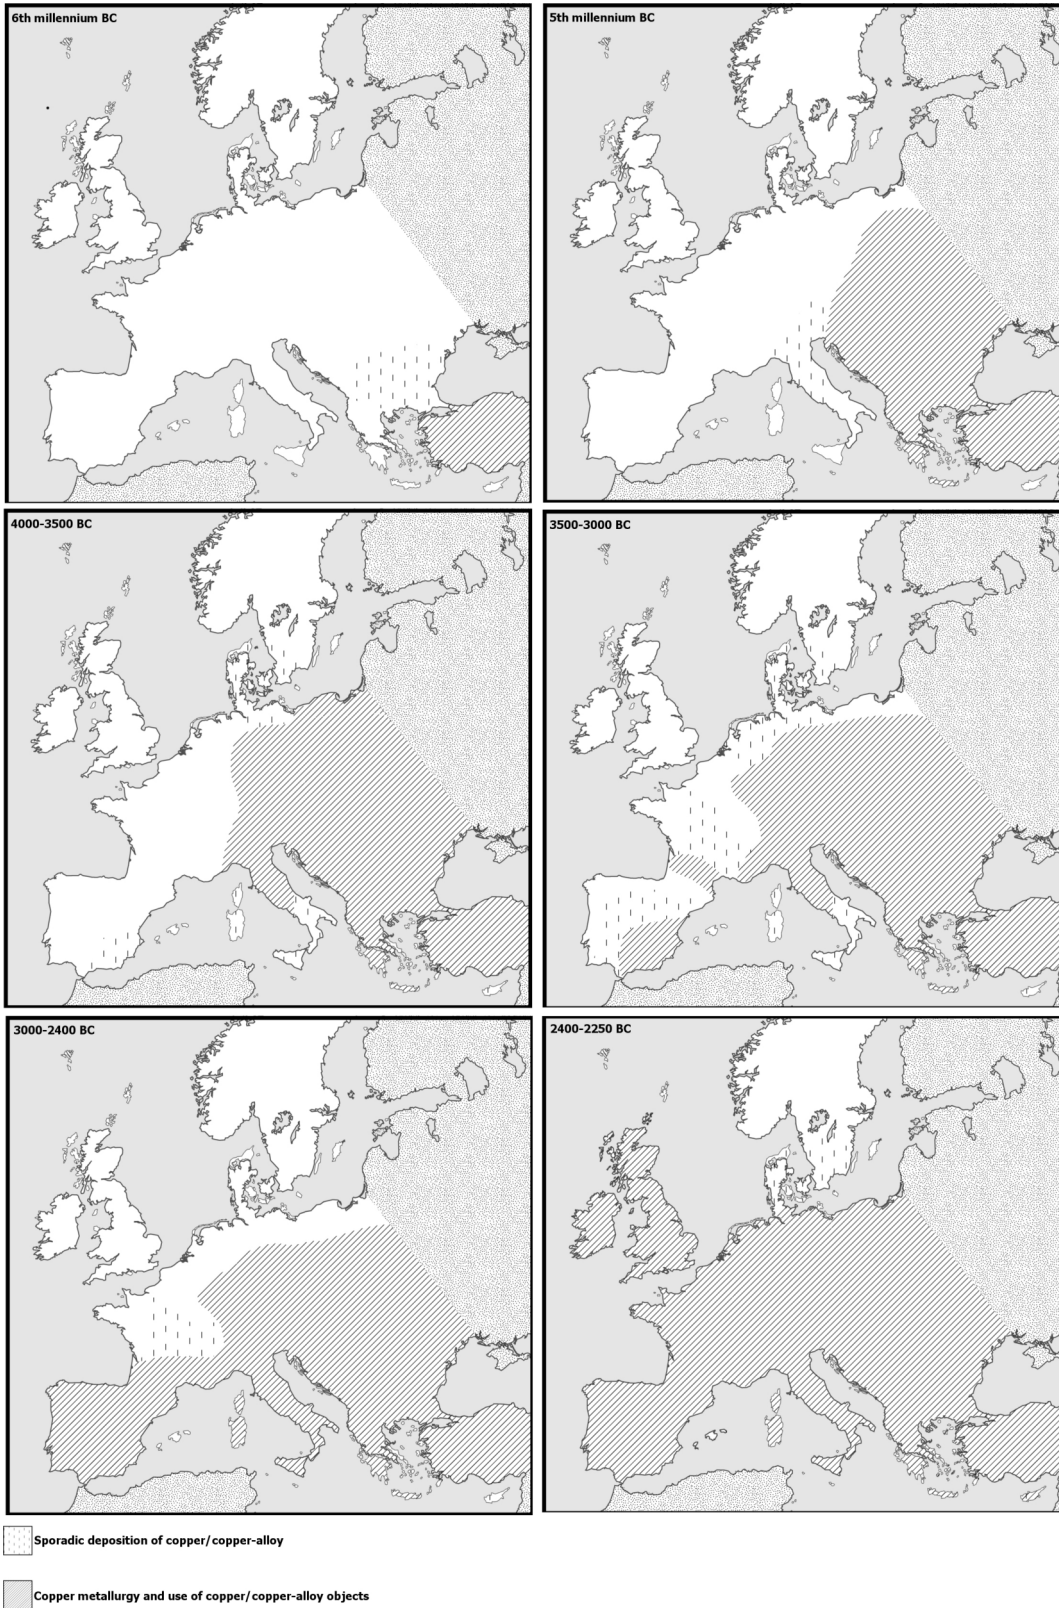 6th millennium BC
5th millennium BC
4000-3500 BC
3500-3000 BC
3000-2400 BC
2400-2250 BC
Sporadic deposition of copper/copper-alloy
Copper metallurgy and use of copper/copper-alloy objects